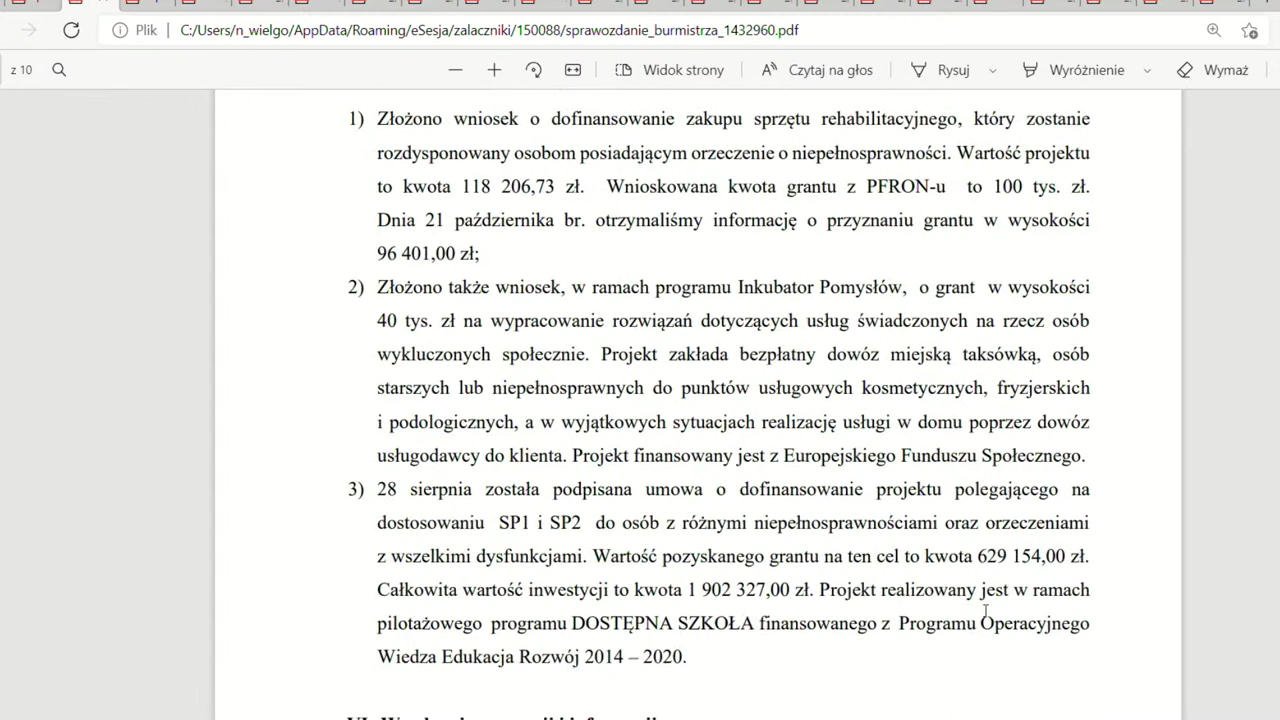 Plik C:/Users/n_wielgo/AppData/Roaming/eSesja/zalaczniki/150088/sprawozdanie_burmistrza_1432960.pdf
z 10 Widok strony Czytaj na głos Rysuj Wyróżnienie Wymaż
1) Złożono wniosek o dofinansowanie zakupu sprzętu rehabilitacyjnego, który zostanie
rozdysponowany osobom posiadającym orzeczenie o niepełnosprawności. Wartość projektu
to kwota 118 206,73 zł. Wnioskowana kwota grantu z PFRON-u to 100 tys. zł.
Dnia 21 października br. otrzymaliśmy informację o przyznaniu grantu w wysokości
96 401,00 zł;
2) Złożono także wniosek, w ramach programu Inkubator Pomysłów, o grant w wysokości
40 tys. zł na wypracowanie rozwiązań dotyczących usług świadczonych na rzecz osób
wykluczonych społecznie. Projekt zakłada bezpłatny dowóz miejską taksówką, osób
starszych lub niepełnosprawnych do punktów usługowych kosmetycznych, fryzjerskich
i podologicznych, a w wyjątkowych sytuacjach realizację usługi w domu poprzez dowóz
usługodawcy do klienta. Projekt finansowany jest z Europejskiego Funduszu Społecznego.
3) 28 sierpnia została podpisana umowa o dofinansowanie projektu polegającego na
dostosowaniu SP1 i SP2 do osób z różnymi niepełnosprawnościami oraz orzeczeniami
z wszelkimi dysfunkcjami. Wartość pozyskanego grantu na ten cel to kwota 629 154,00 zł.
Całkowita wartość inwestycji to kwota 1 902 327,00 zł. Projekt realizowany jest w ramach
pilotażowego programu DOSTĘPNA SZKOŁA finansowanego z Programu Operacyjnego
Wiedza Edukacja Rozwój 2014 – 2020.